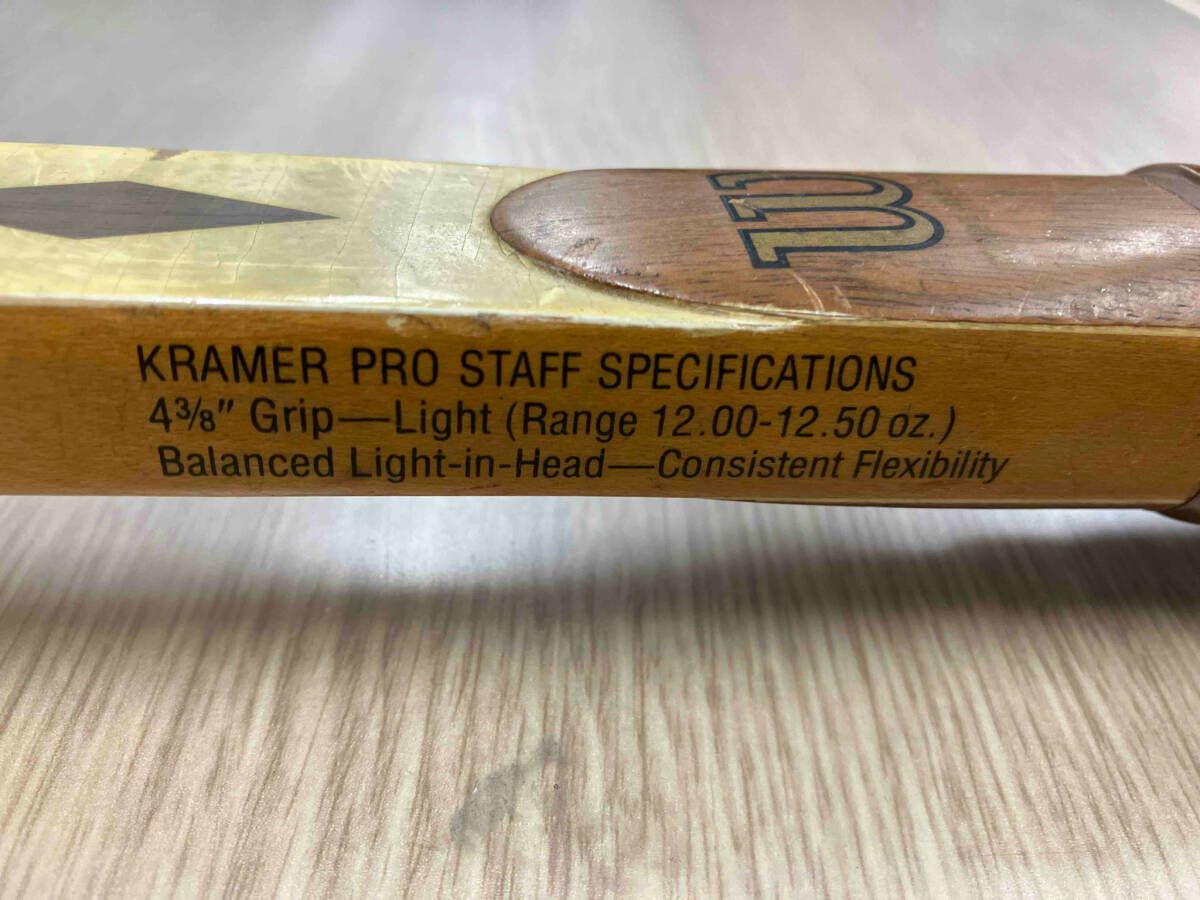 W
KRAMER PRO STAFF SPECIFICATIONS
4⅜" Grip—Light (Range 12.00-12.50 oz.)
Balanced Light-in-Head—Consistent Flexibility